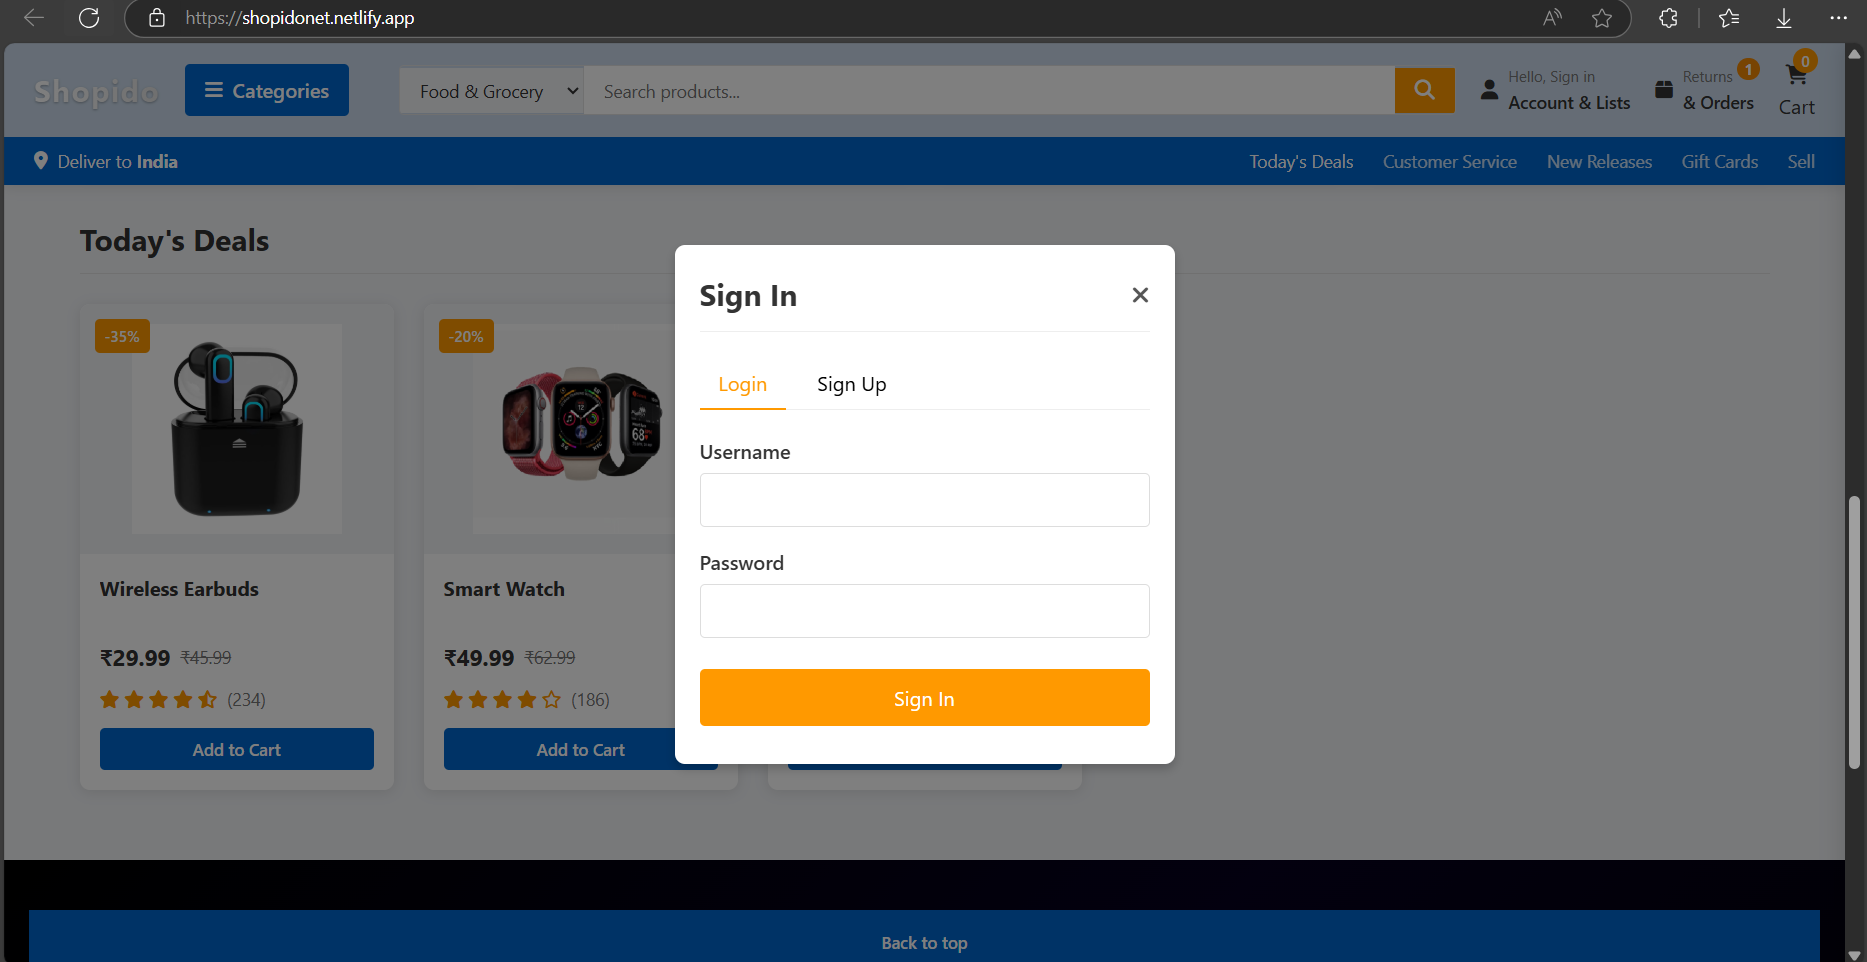 https://shopidonet.netlify.app
Shopido
Categories
Food & Grocery
Search products...
Hello, Sign in
Account & Lists
Returns 1
& Orders
0
Cart
Deliver to India
Today's Deals
Customer Service
New Releases
Gift Cards
Sell
Today's Deals
-35%
Wireless Earbuds
₹29.99 ₹45.99
(234)
Add to Cart
-20%
Smart Watch
₹49.99 ₹62.99
(186)
Add to Cart
Sign In
Login
Sign Up
Username
Password
Sign In
Back to top